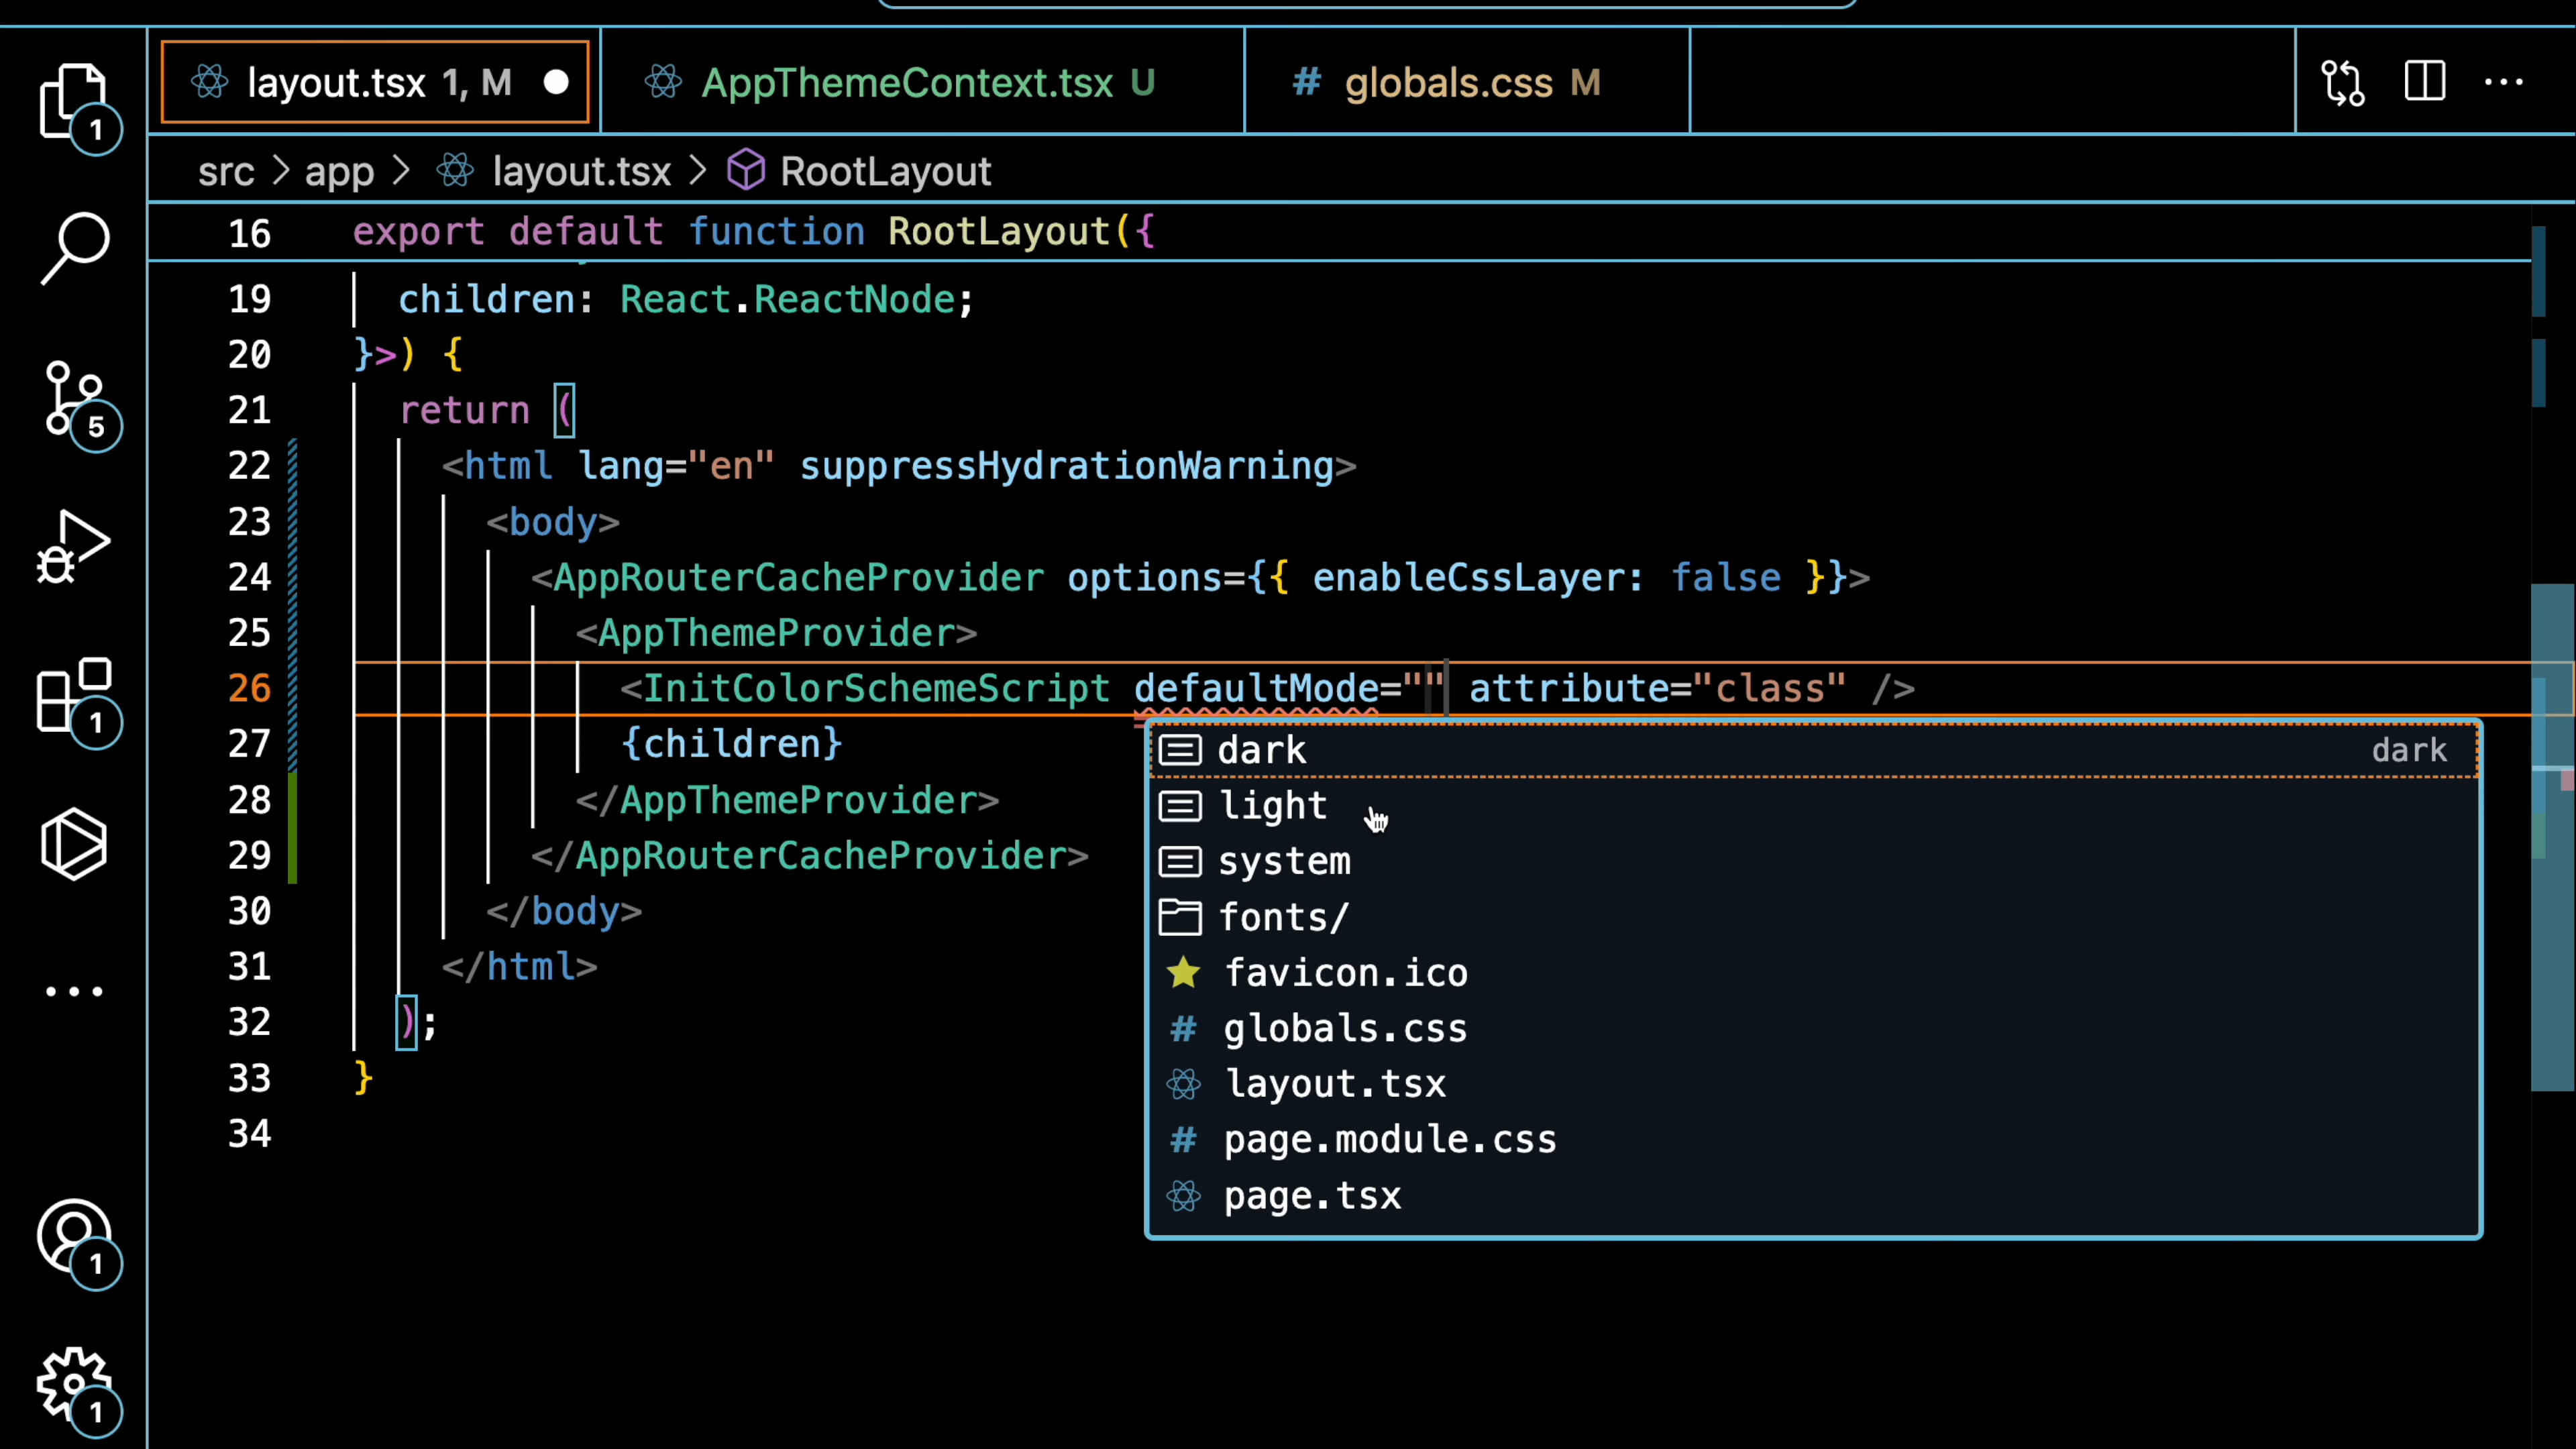 layout.tsx 1, M
AppThemeContext.tsx U
# globals.css M
src > app > layout.tsx > RootLayout
16 export default function RootLayout({
19 children: React.ReactNode;
20 }>) {
21 return (
22 <html lang="en" suppressHydrationWarning>
23 <body>
24 <AppRouterCacheProvider options={{ enableCssLayer: false }}>
25 <AppThemeProvider>
26 <InitColorSchemeScript defaultMode="" attribute="class" />
27 {children}
28 </AppThemeProvider>
29 </AppRouterCacheProvider>
30 </body>
31 </html>
32 );
33 }
34
dark dark
light
system
fonts/
favicon.ico
# globals.css
layout.tsx
# page.module.css
page.tsx
1
5
1
1
1